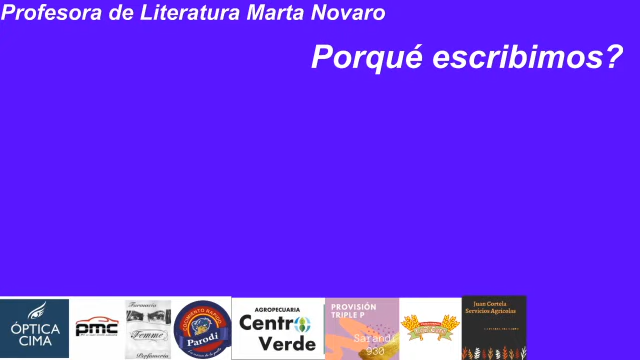 Profesora de Literatura Marta Novaro
Porqué escribimos?
ÓPTICA
CIMA
pmc
Femme
Perfumería
Parodi
AGROPECUARIA
Centro
Verde
PROVISIÓN
TRIPLE P
Sarandí
930
Juan Cortela
Servicios Agrícolas